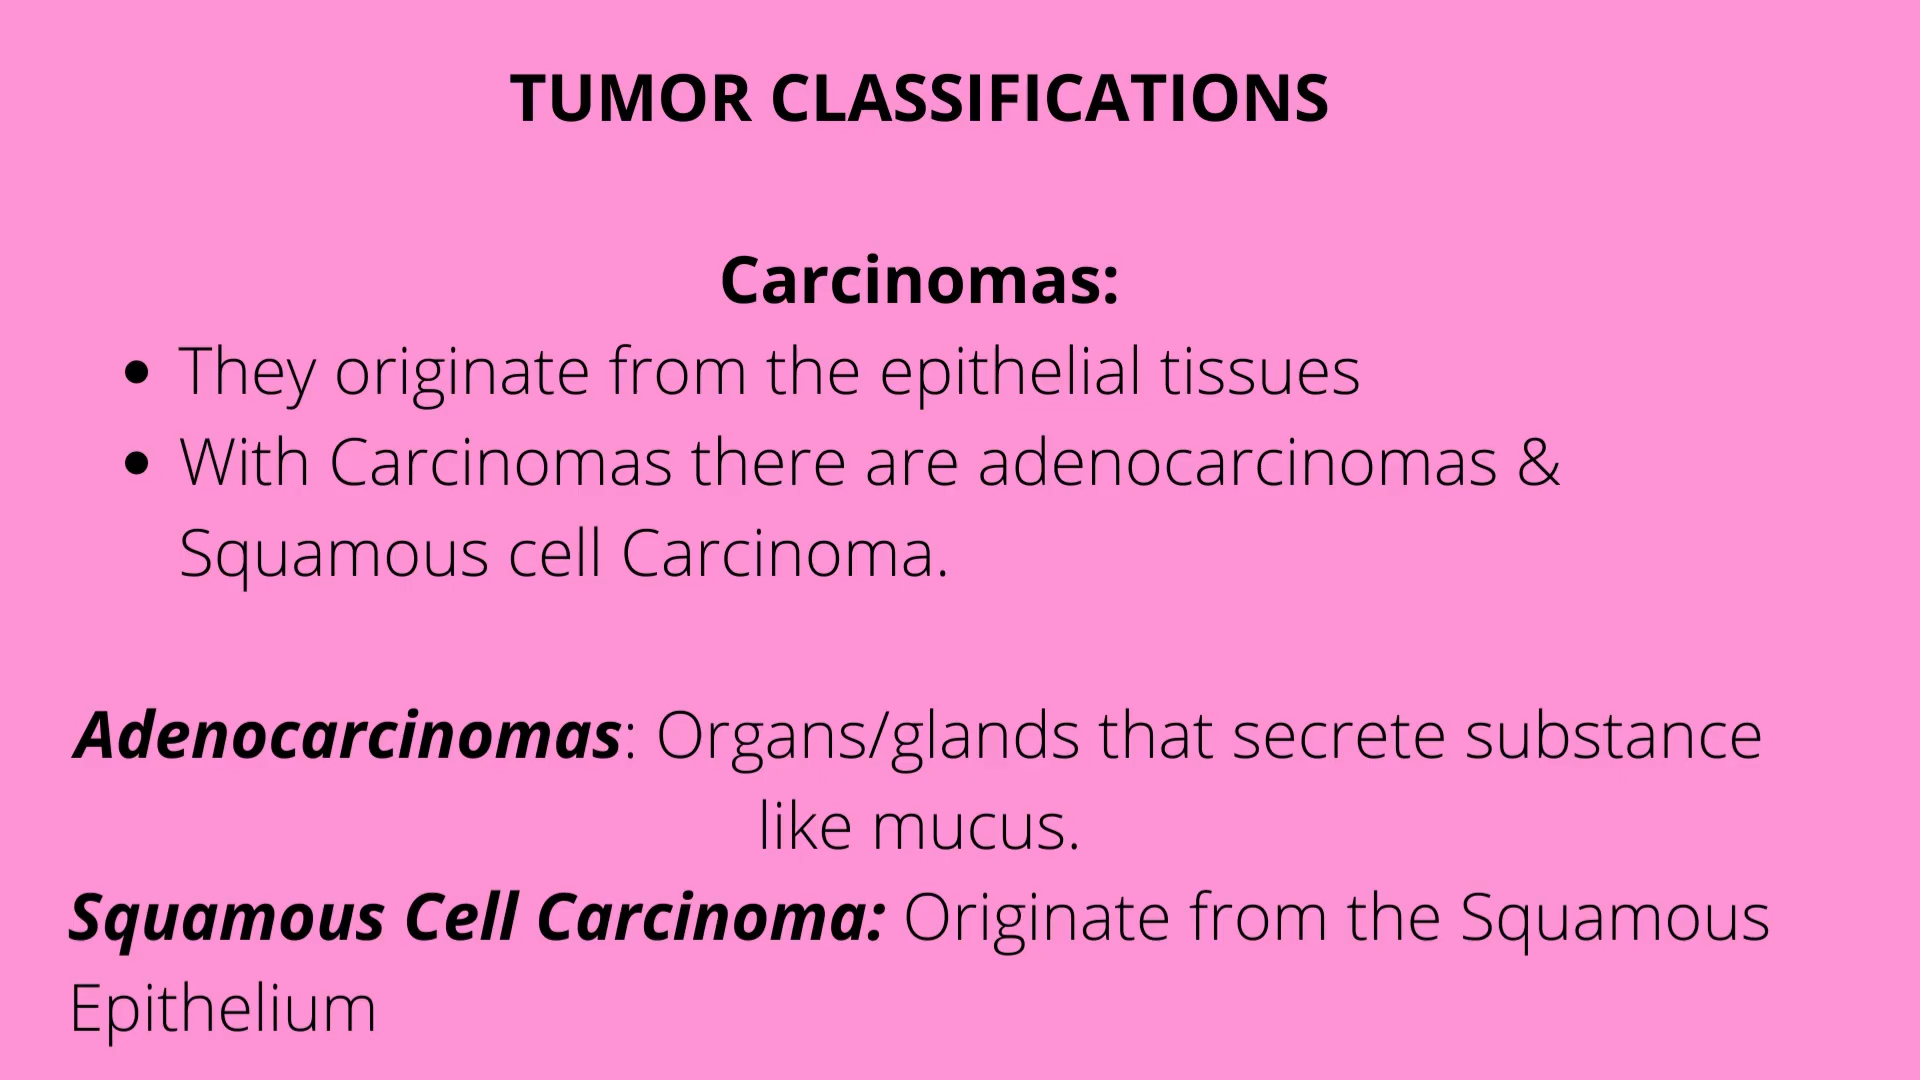 TUMOR CLASSIFICATIONS
Carcinomas:
• They originate from the epithelial tissues
• With Carcinomas there are adenocarcinomas &
Squamous cell Carcinoma.
Adenocarcinomas: Organs/glands that secrete substance
like mucus.
Squamous Cell Carcinoma: Originate from the Squamous
Epithelium